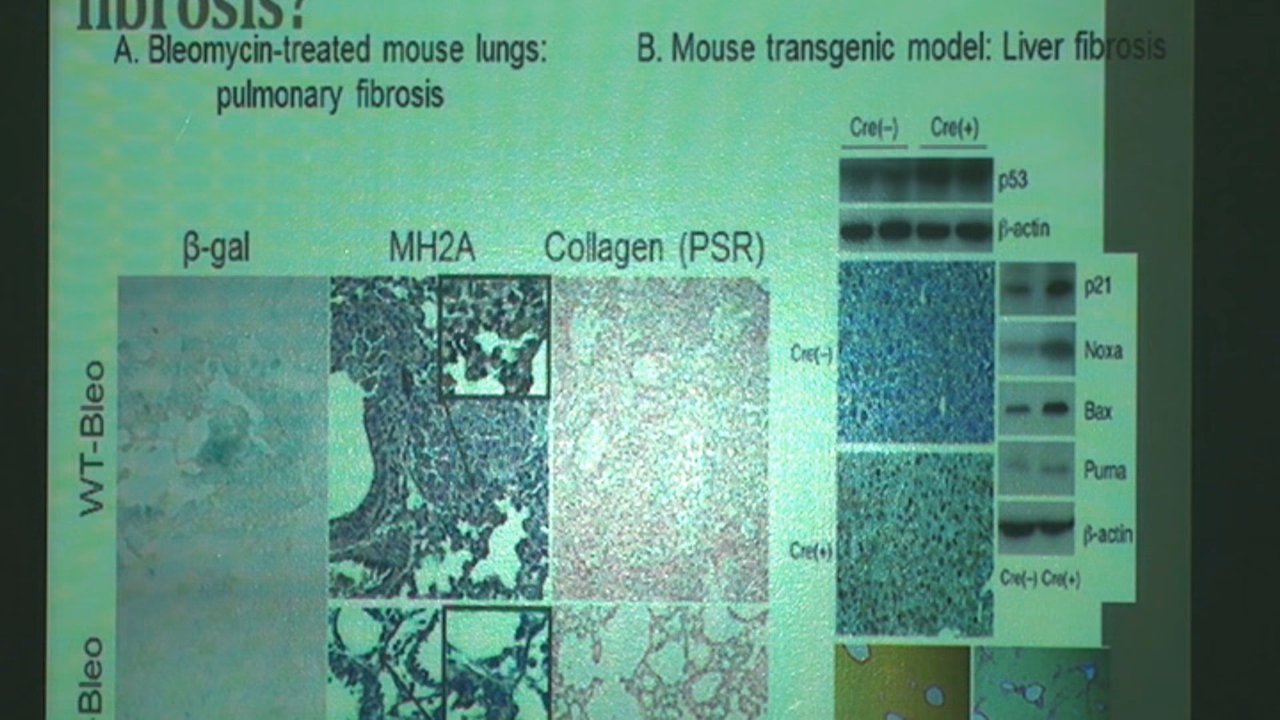 fibrosis?
A. Bleomycin-treated mouse lungs:
pulmonary fibrosis
B. Mouse transgenic model: Liver fibrosis
Cre(–) Cre(+)
p53
β-actin
β-gal MH2A Collagen (PSR)
WT-Bleo
-Bleo
Cre(–)
Cre(+)
p21
Noxa
Bax
Puma
β-actin
Cre(–) Cre(+)